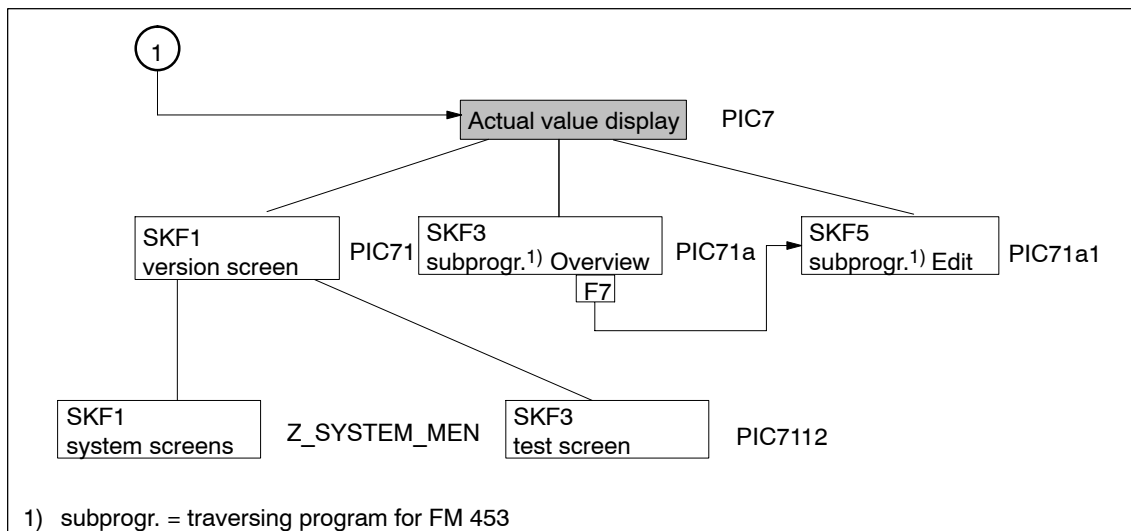 1
Actual value display
PIC7
SKF1
version screen
PIC71
SKF3
subprogr.1) Overview
PIC71a
F7
SKF5
subprogr.1) Edit
PIC71a1
SKF1
system screens
Z_SYSTEM_MEN
SKF3
test screen
PIC7112
1) subprogr. = traversing program for FM 453